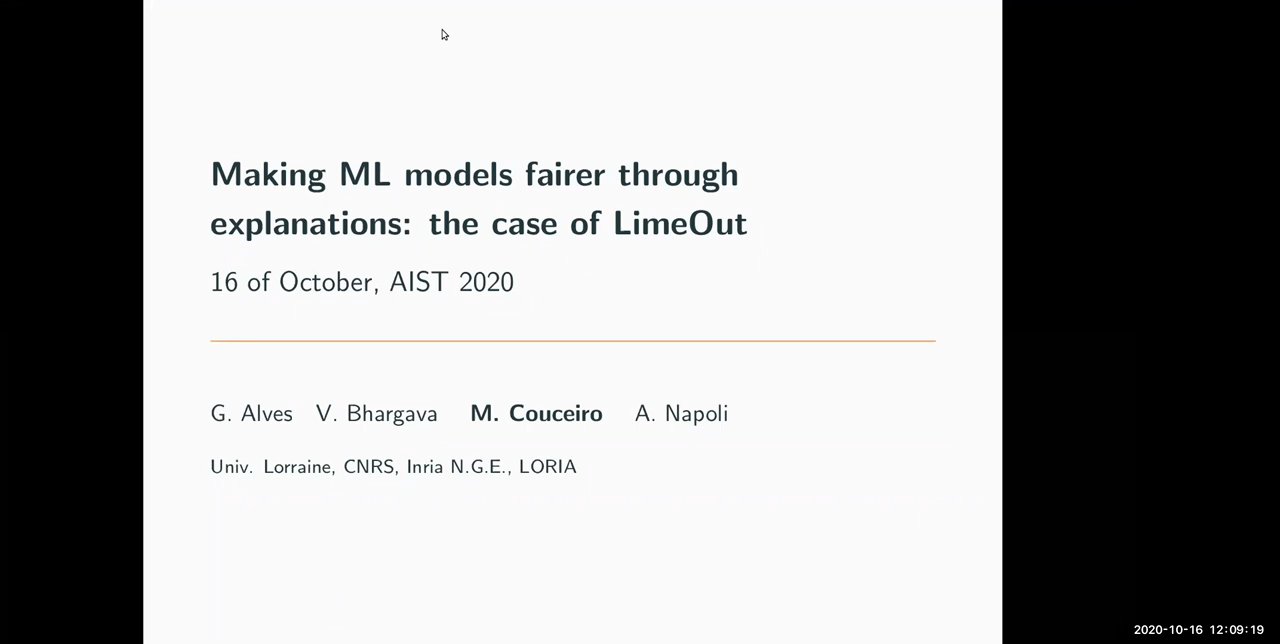 Making ML models fairer through
explanations: the case of LimeOut
16 of October, AIST 2020
G. Alves V. Bhargava M. Couceiro A. Napoli
Univ. Lorraine, CNRS, Inria N.G.E., LORIA
2020-10-16 12:09:19